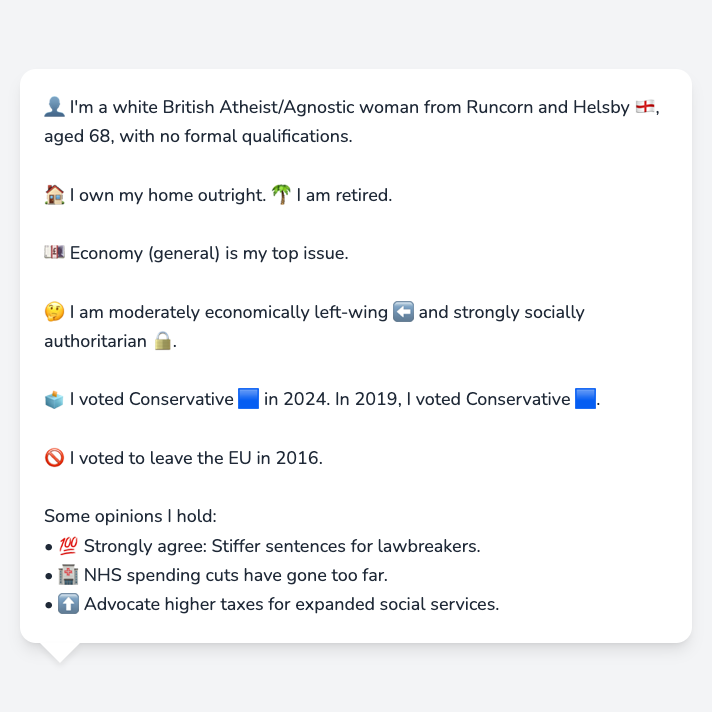 👤 I'm a white British Atheist/Agnostic woman from Runcorn and Helsby 🏴󠁧󠁢󠁥󠁮󠁧󠁿,
aged 68, with no formal qualifications.
🏠 I own my home outright. 🌴 I am retired.
💷 Economy (general) is my top issue.
🤔 I am moderately economically left-wing ⬅️ and strongly socially
authoritarian 🔒.
🗳️ I voted Conservative 🟦 in 2024. In 2019, I voted Conservative 🟦.
🚫 I voted to leave the EU in 2016.
Some opinions I hold:
• 💯 Strongly agree: Stiffer sentences for lawbreakers.
• 🏥 NHS spending cuts have gone too far.
• ⬆️ Advocate higher taxes for expanded social services.